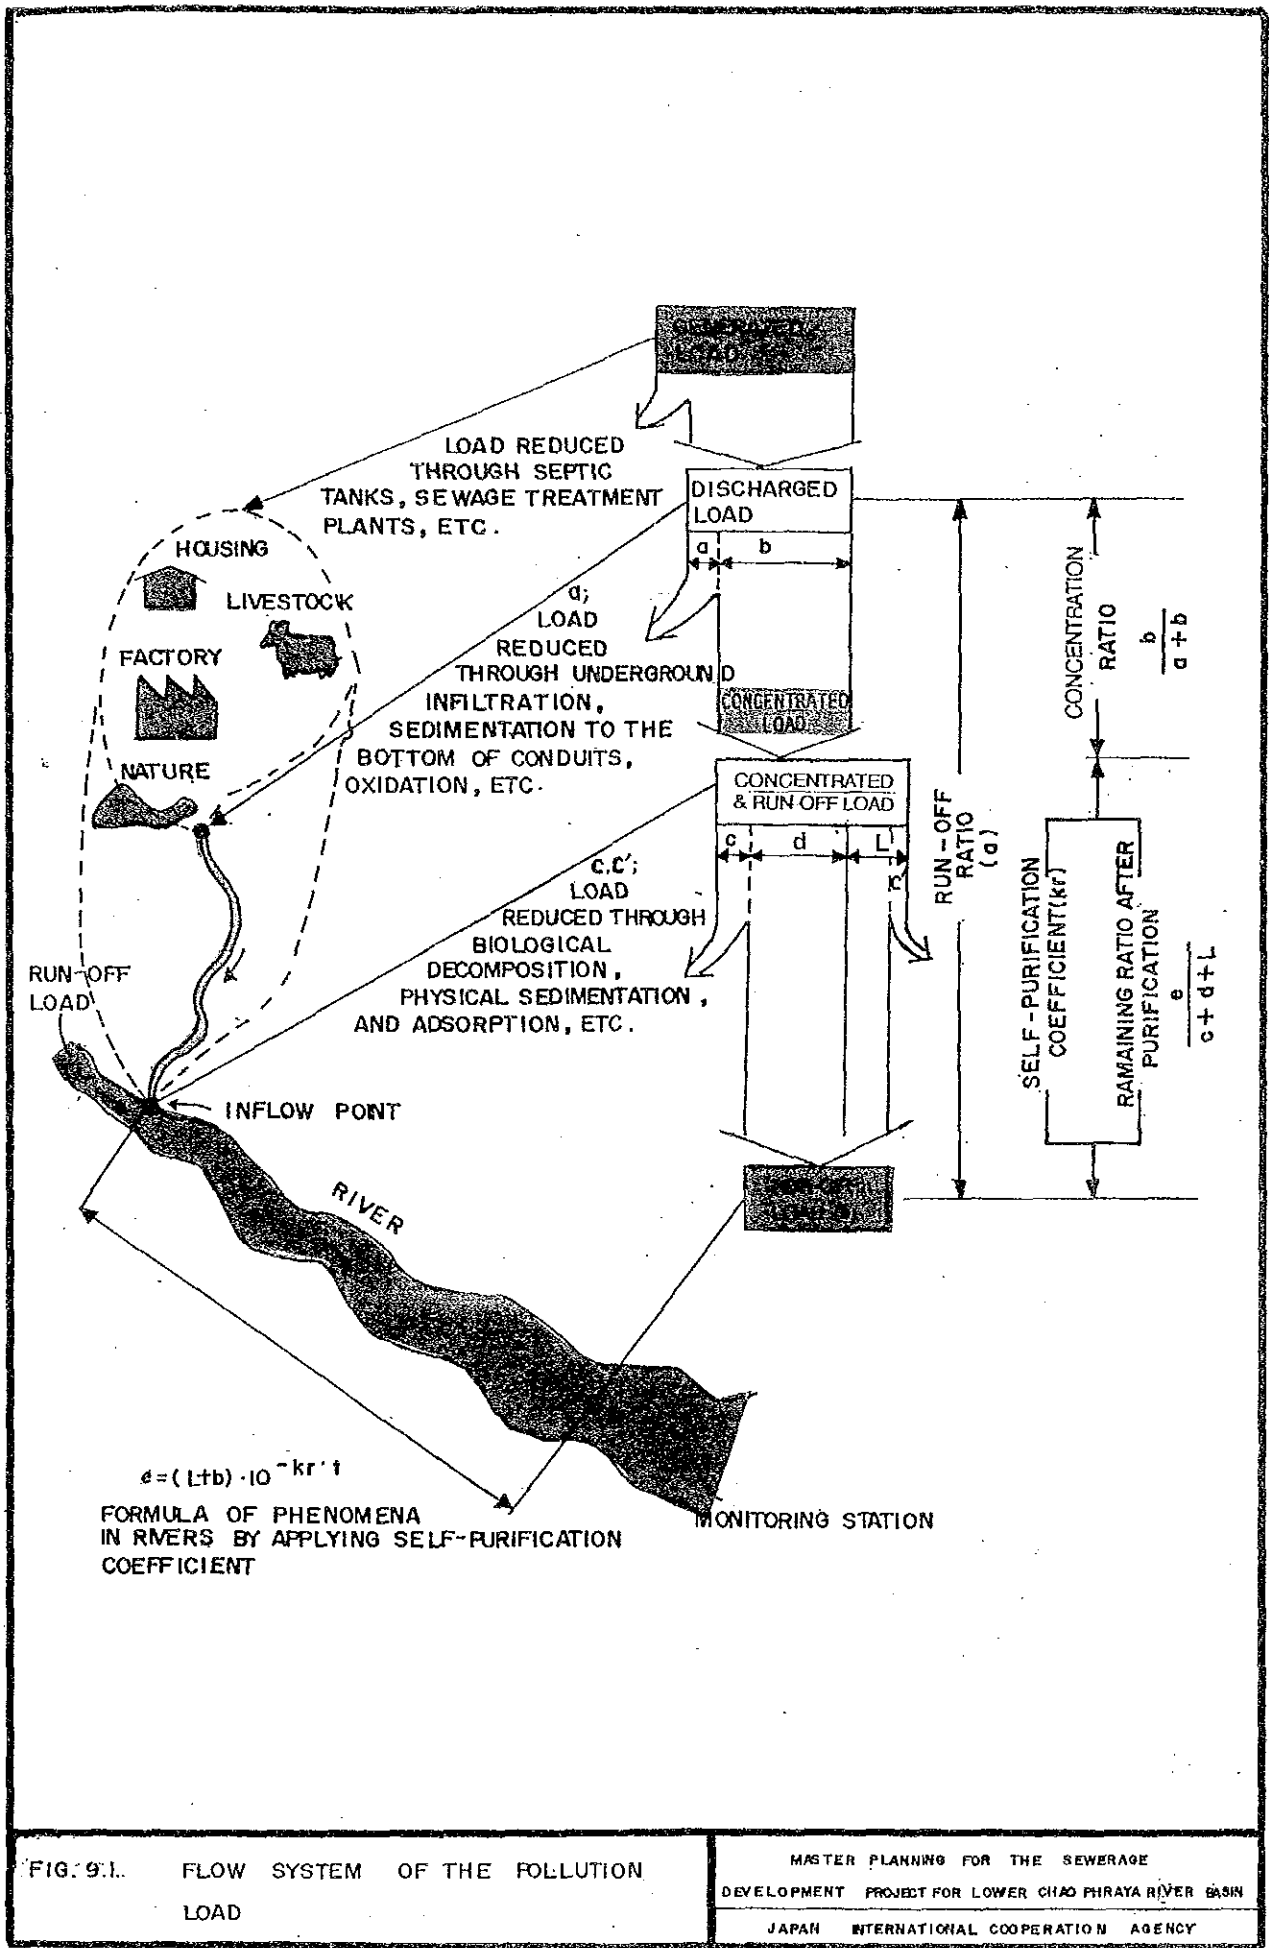 GENERATED
LOAD
LOAD REDUCED
THROUGH SEPTIC
TANKS, SEWAGE TREATMENT
PLANTS, ETC.
DISCHARGED
LOAD
a
b
HOUSING
LIVESTOCK
FACTORY
NATURE
a;
LOAD
REDUCED
THROUGH UNDERGROUND
INFILTRATION,
SEDIMENTATION TO THE
BOTTOM OF CONDUITS,
OXIDATION, ETC.
CONCENTRATED
LOAD
CONCENTRATED
& RUN-OFF LOAD
c
d
L
c'
c.c';
LOAD
REDUCED THROUGH
BIOLOGICAL
DECOMPOSITION,
PHYSICAL SEDIMENTATION,
AND ADSORPTION, ETC.
RUN-OFF
LOAD
INFLOW POINT
RIVER
RUN-OFF
RATIO
(a)
CONCENTRATION
RATIO
b
a+b
SELF-PURIFICATION
COEFFICIENT(kr)
RAMAINING RATIO AFTER
PURIFICATION
e
c+d+L
RUN-OFF
LOAD
e=(L+b)·10^-kr·t
FORMULA OF PHENOMENA
IN RIVERS BY APPLYING SELF-PURIFICATION
COEFFICIENT
MONITORING STATION
FIG. 9.1. FLOW SYSTEM OF THE POLLUTION
LOAD
MASTER PLANNING FOR THE SEWERAGE
DEVELOPMENT PROJECT FOR LOWER CHAO PHRAYA RIVER BASIN
JAPAN INTERNATIONAL COOPERATION AGENCY